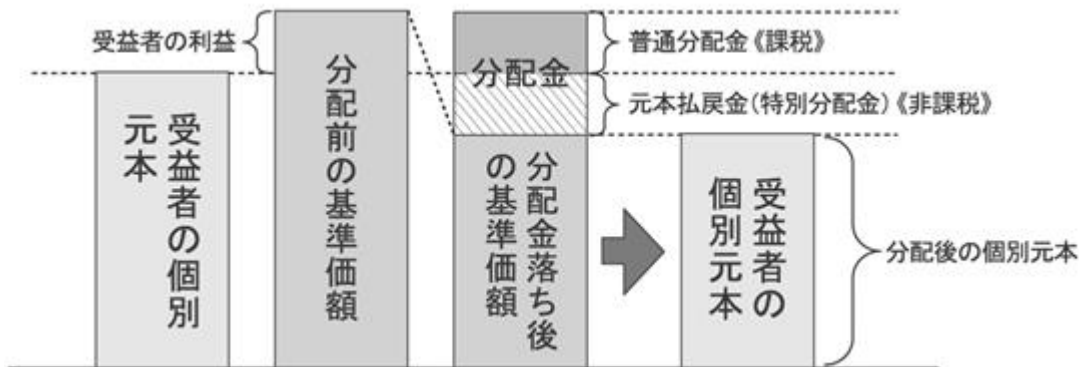 受益者の利益
受益者の個別
元本
分配前の基準価額
分配金
分配金落ち後
の基準価額
普通分配金《課税》
元本払戻金(特別分配金)《非課税》
受益者の
個別元本
分配後の個別元本